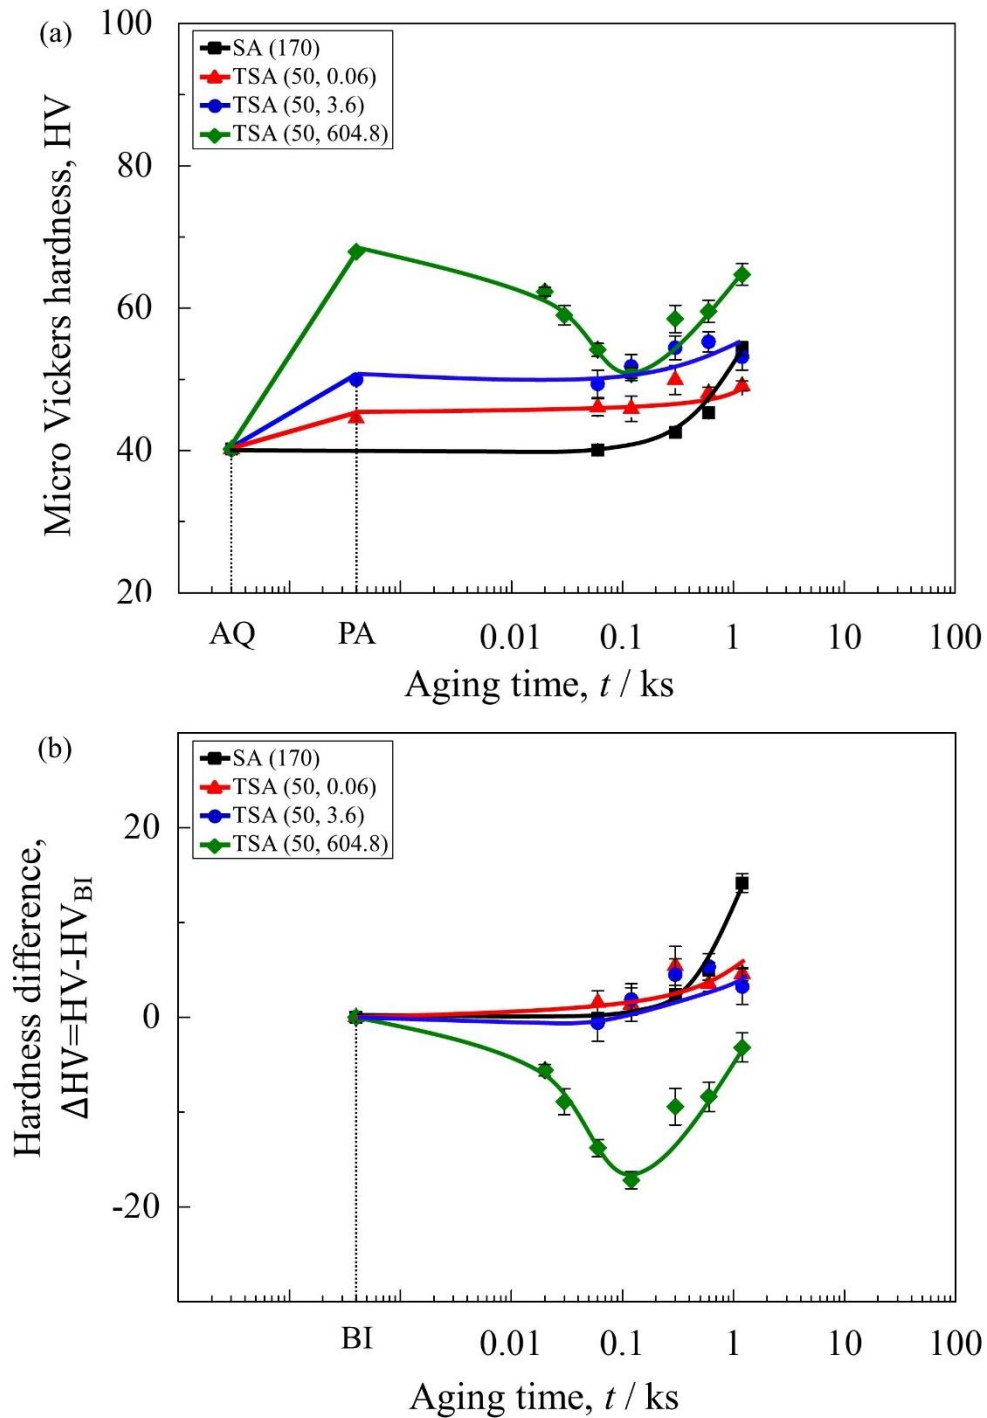 (a)
SA (170)
TSA (50, 0.06)
TSA (50, 3.6)
TSA (50, 604.8)
Micro Vickers hardness, HV
100
80
60
40
20
AQ PA 0.01 0.1 1 10 100
Aging time, t / ks
(b)
SA (170)
TSA (50, 0.06)
TSA (50, 3.6)
TSA (50, 604.8)
Hardness difference,
ΔHV=HV-HV_BI
20
0
-20
BI 0.01 0.1 1 10 100
Aging time, t / ks